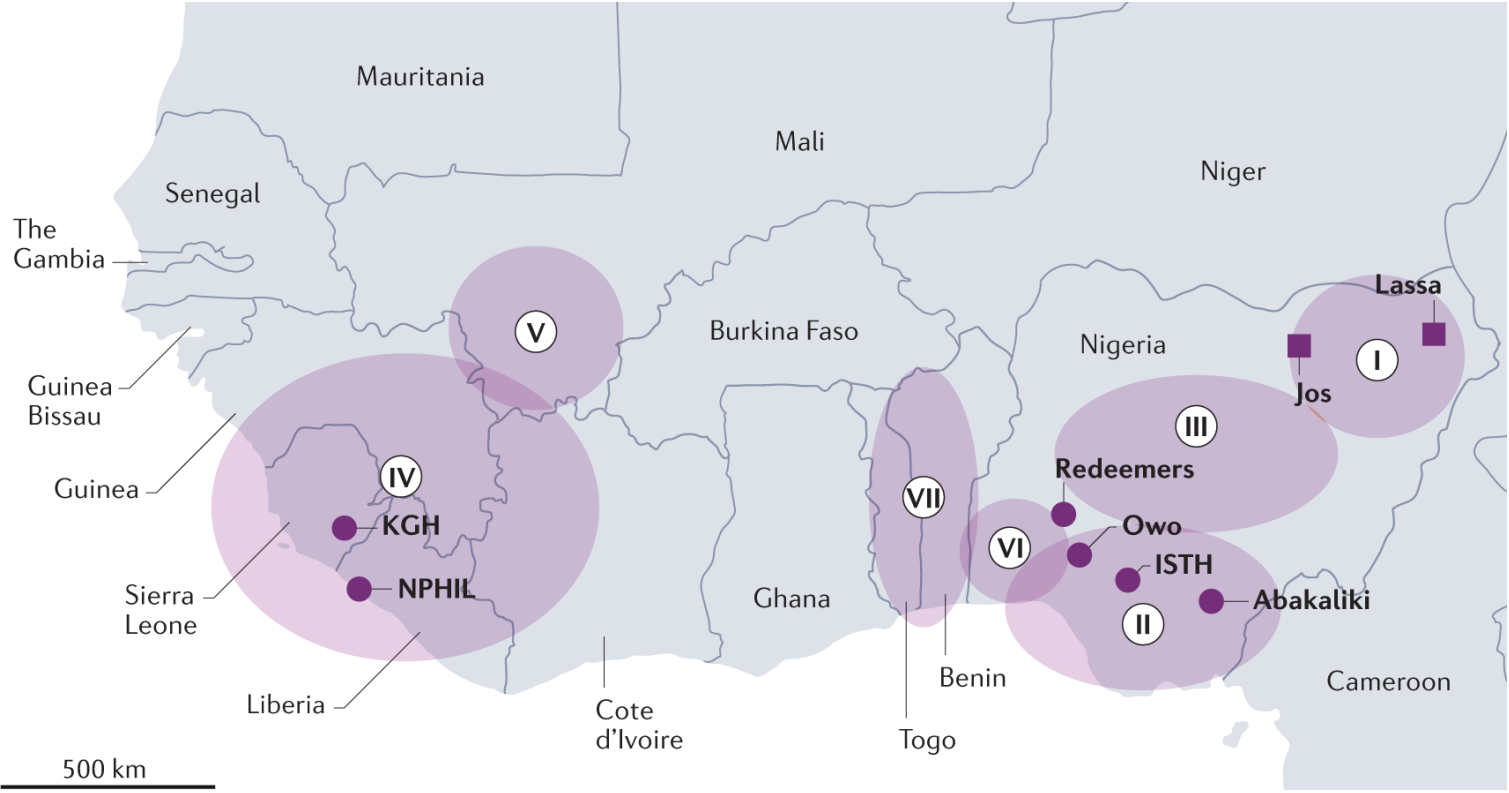 Mauritania
Mali
Niger
Senegal
The
Gambia
Lassa
V
Burkina Faso
Nigeria
I
Guinea
Bissau
Jos
III
Redeemers
IV
Guinea
VII
KGH
Owo
VI
ISTH
NPHIL
Sierra
Leone
Ghana
Abakaliki
II
Benin
Cameroon
Liberia
Cote
d'Ivoire
Togo
500 km